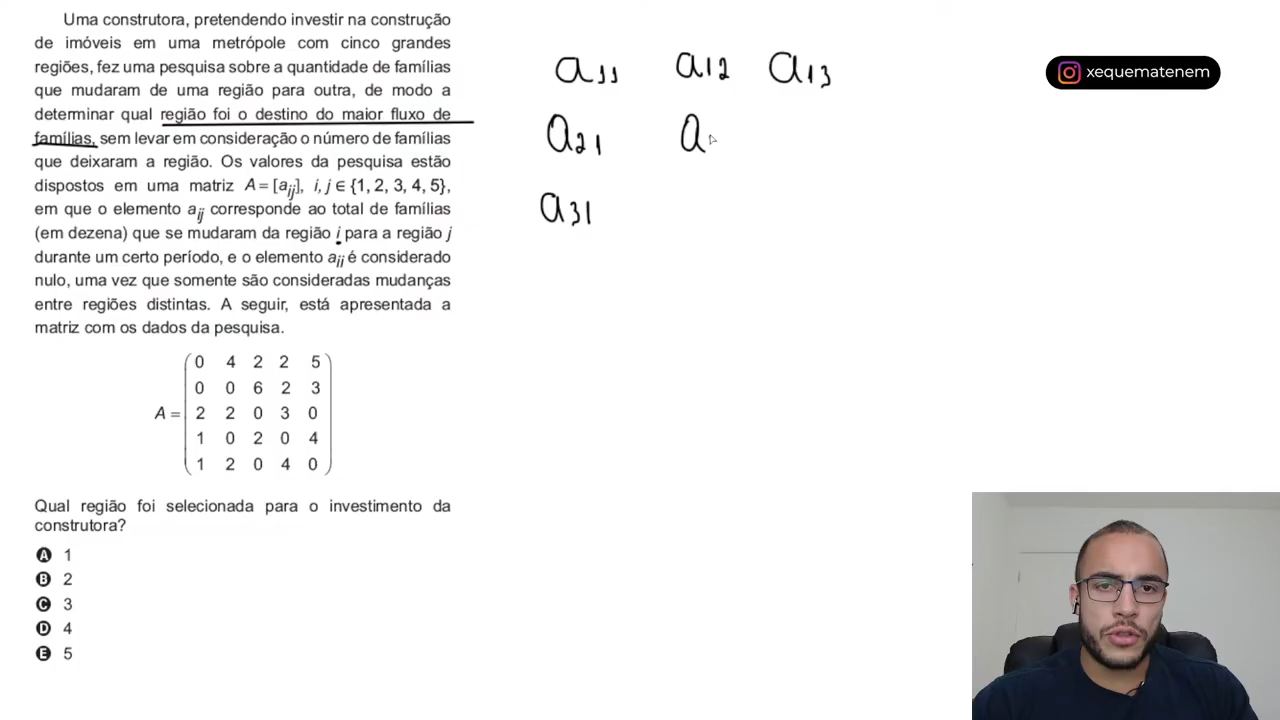 Uma construtora, pretendendo investir na construção
de imóveis em uma metrópole com cinco grandes
regiões, fez uma pesquisa sobre a quantidade de famílias
que mudaram de uma região para outra, de modo a
determinar qual região foi o destino do maior fluxo de
famílias, sem levar em consideração o número de famílias
que deixaram a região. Os valores da pesquisa estão
dispostos em uma matriz A = [aij], i, j ∈ {1, 2, 3, 4, 5},
em que o elemento aij corresponde ao total de famílias
(em dezena) que se mudaram da região i para a região j
durante um certo período, e o elemento aii é considerado
nulo, uma vez que somente são consideradas mudanças
entre regiões distintas. A seguir, está apresentada a
matriz com os dados da pesquisa.
0 4 2 2 5
0 0 6 2 3
A = 2 2 0 3 0
1 0 2 0 4
1 2 0 4 0
Qual região foi selecionada para o investimento da
construtora?
A 1
B 2
C 3
D 4
E 5
a11 a12 a13
a21 a
a31
xequematenem